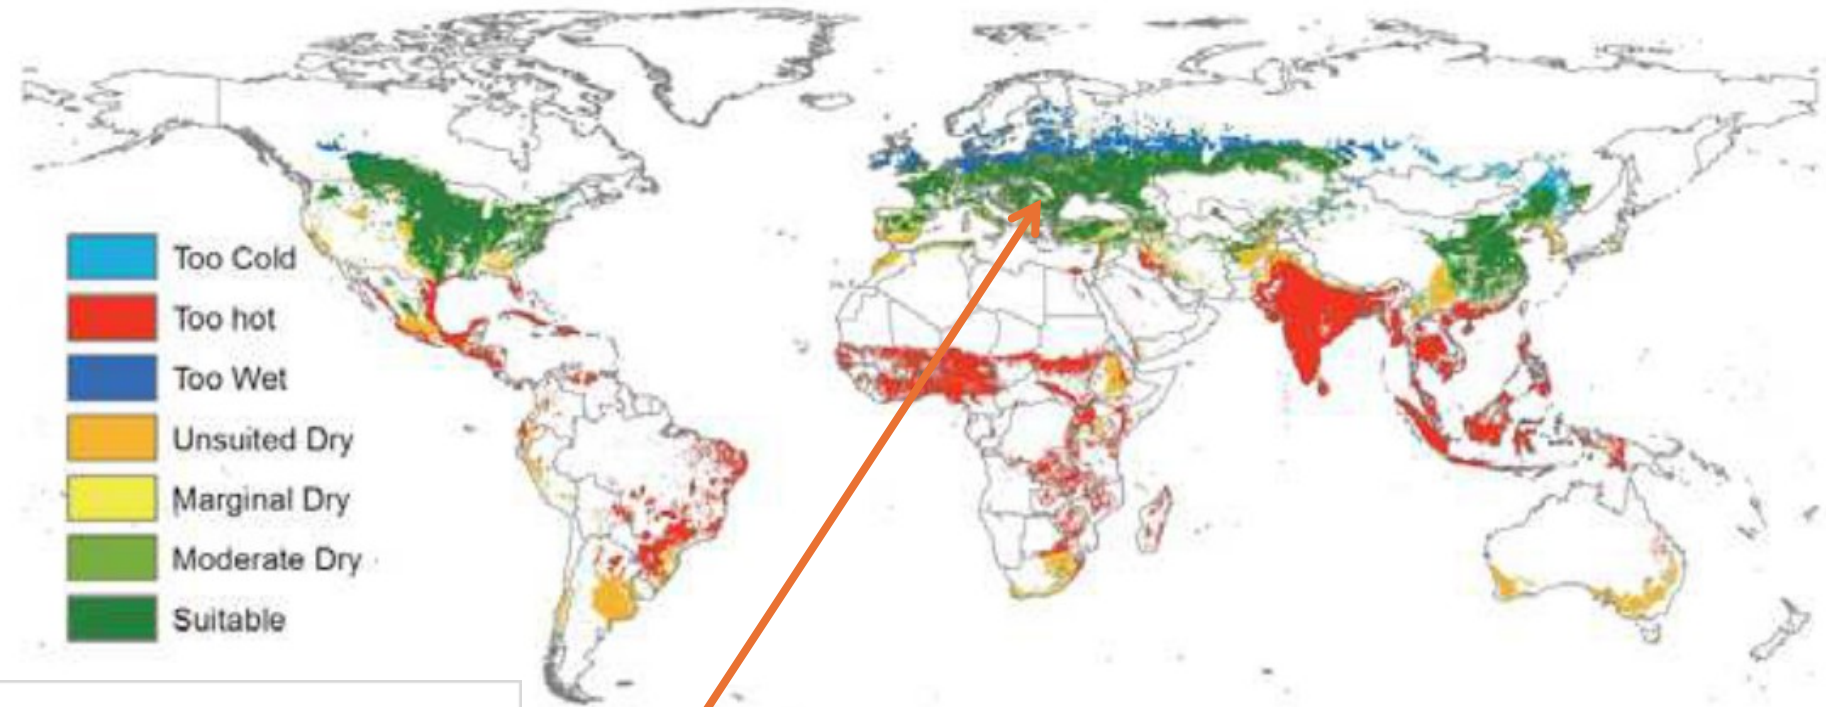 Too Cold
Too hot
Too Wet
Unsuited Dry
Marginal Dry
Moderate Dry
Suitable